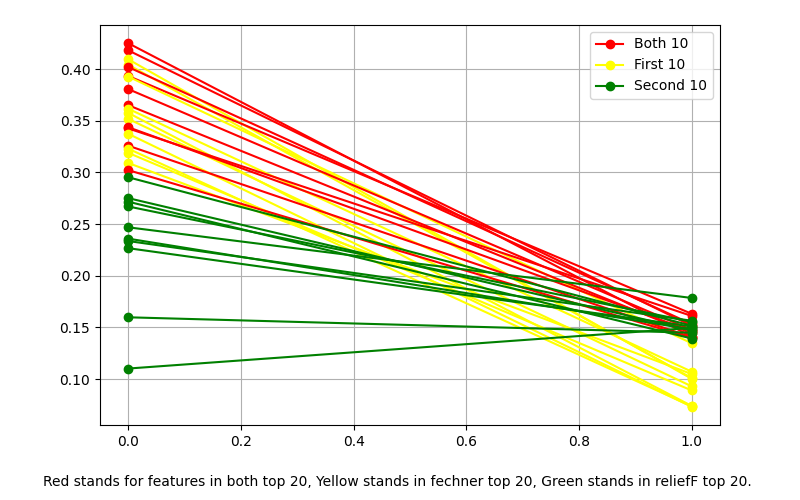 Both 10
First 10
Second 10
0.40
0.35
0.30
0.25
0.20
0.15
0.10
0.0 0.2 0.4 0.6 0.8 1.0
Red stands for features in both top 20, Yellow stands in fechner top 20, Green stands in reliefF top 20.